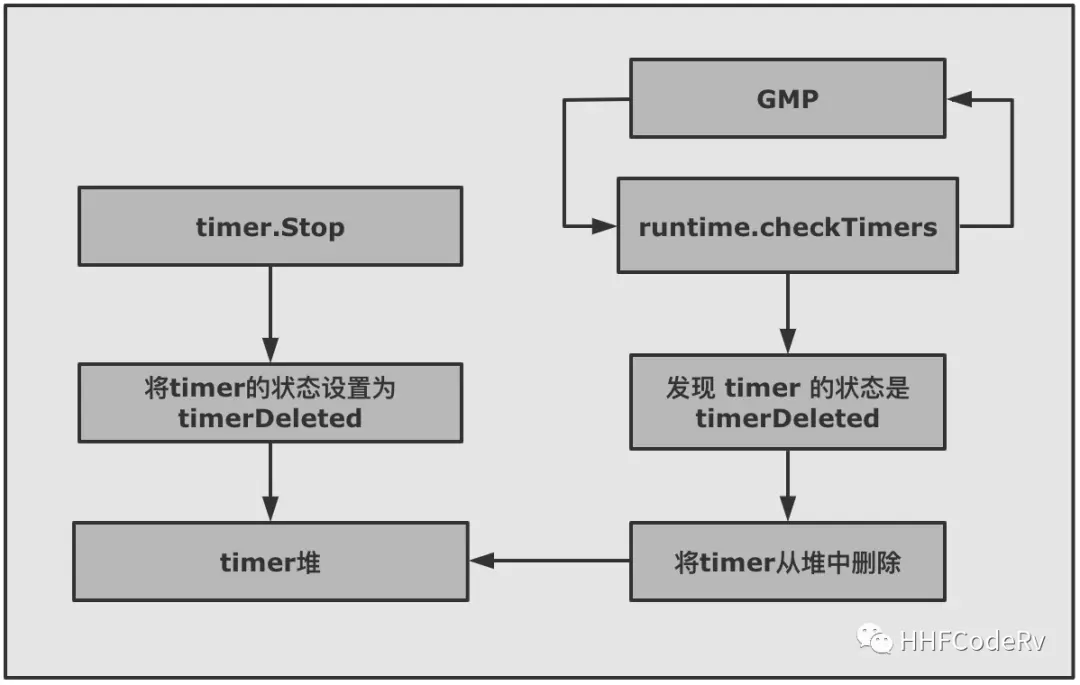 GMP
timer.Stop
runtime.checkTimers
将timer的状态设置为
timerDeleted
发现 timer 的状态是
timerDeleted
timer堆
将timer从堆中删除
HHFCodeRv